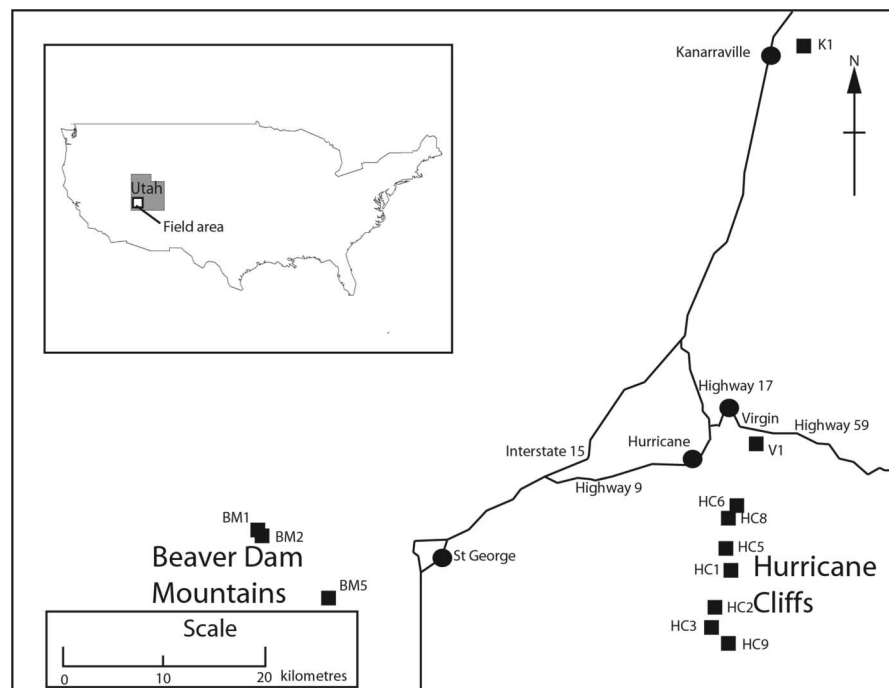 Kanarraville
K1
N
Utah
Field area
Highway 17
Virgin
Highway 59
Hurricane
V1
Interstate 15
Highway 9
HC6
HC8
BM1
BM2
HC5
St George
Beaver Dam
Mountains
HC1
Hurricane
Cliffs
BM5
HC2
HC3
HC9
Scale
0
10
20
kilometres